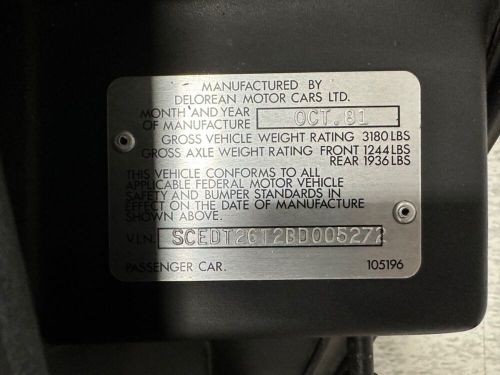 MANUFACTURED BY
DELOREAN MOTOR CARS LTD.
MONTH AND YEAR
OF MANUFACTURE OCT.81
GROSS VEHICLE WEIGHT RATING 3180 LBS
GROSS AXLE WEIGHT RATING FRONT 1244 LBS
REAR 1936 LBS
THIS VEHICLE CONFORMS TO ALL
APPLICABLE FEDERAL MOTOR VEHICLE
SAFETY AND BUMPER STANDARDS IN
EFFECT ON THE DATE OF MANUFACTURE
SHOWN ABOVE.
V.I.N. SCEDT26T2BD005272
PASSENGER CAR. 105196